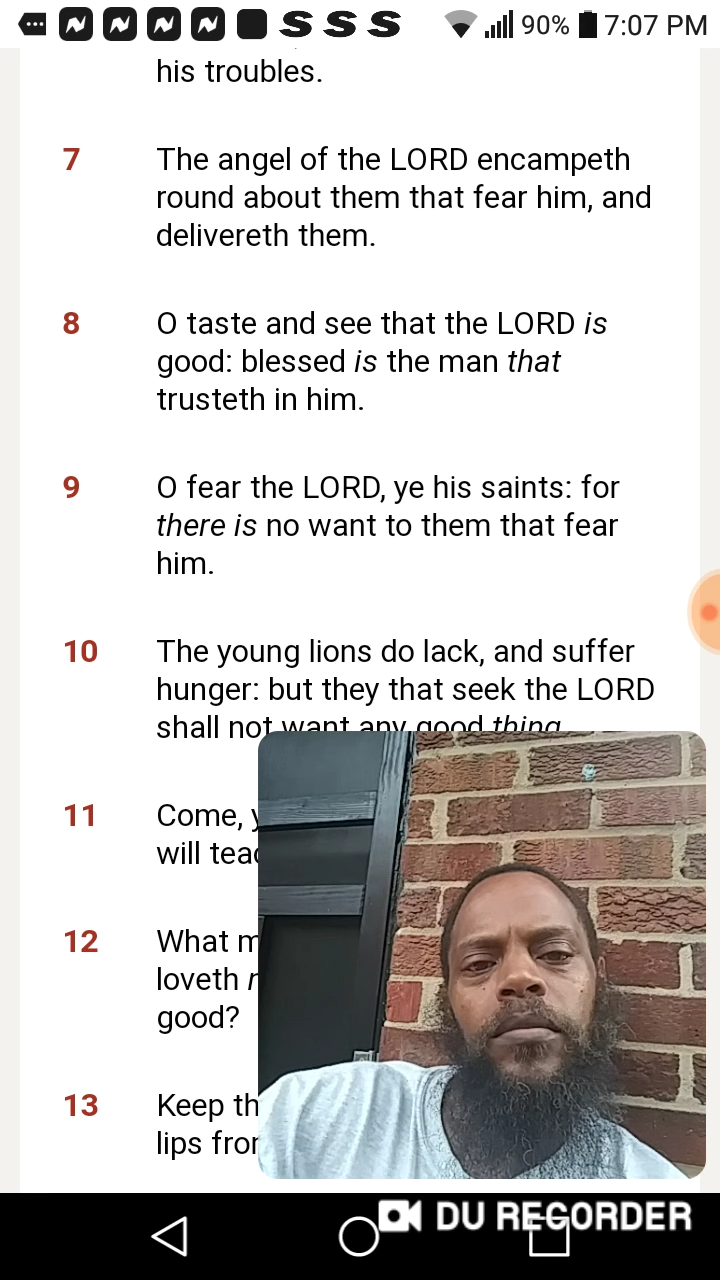 90% 7:07 PM
his troubles.
7 The angel of the LORD encampeth
round about them that fear him, and
delivereth them.
8 O taste and see that the LORD is
good: blessed is the man that
trusteth in him.
9 O fear the LORD, ye his saints: for
there is no want to them that fear
him.
10 The young lions do lack, and suffer
hunger: but they that seek the LORD
shall not want any good thing
11 Come,
will
12 What
loveth
good?
13 Keep
lips
DU RECORDER